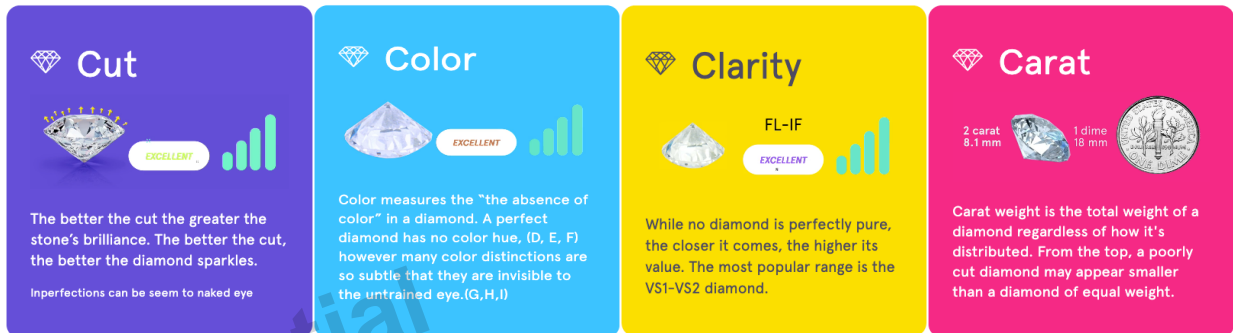 Cut
EXCELLENT
The better the cut the greater the
stone's brilliance. The better the cut,
the better the diamond sparkles.
Inperfections can be seem to naked eye
Color
EXCELLENT
Color measures the "the absence of
color" in a diamond. A perfect
diamond has no color hue, (D, E, F)
however many color distinctions are
so subtle that they are invisible to
the untrained eye.(G,H,I)
Clarity
FL-IF
EXCELLENT
While no diamond is perfectly pure,
the closer it comes, the higher its
value. The most popular range is the
VS1-VS2 diamond.
Carat
2 carat
8.1 mm
1 dime
18 mm
ONE DIME
Carat weight is the total weight of a
diamond regardless of how it's
distributed. From the top, a poorly
cut diamond may appear smaller
than a diamond of equal weight.
tial